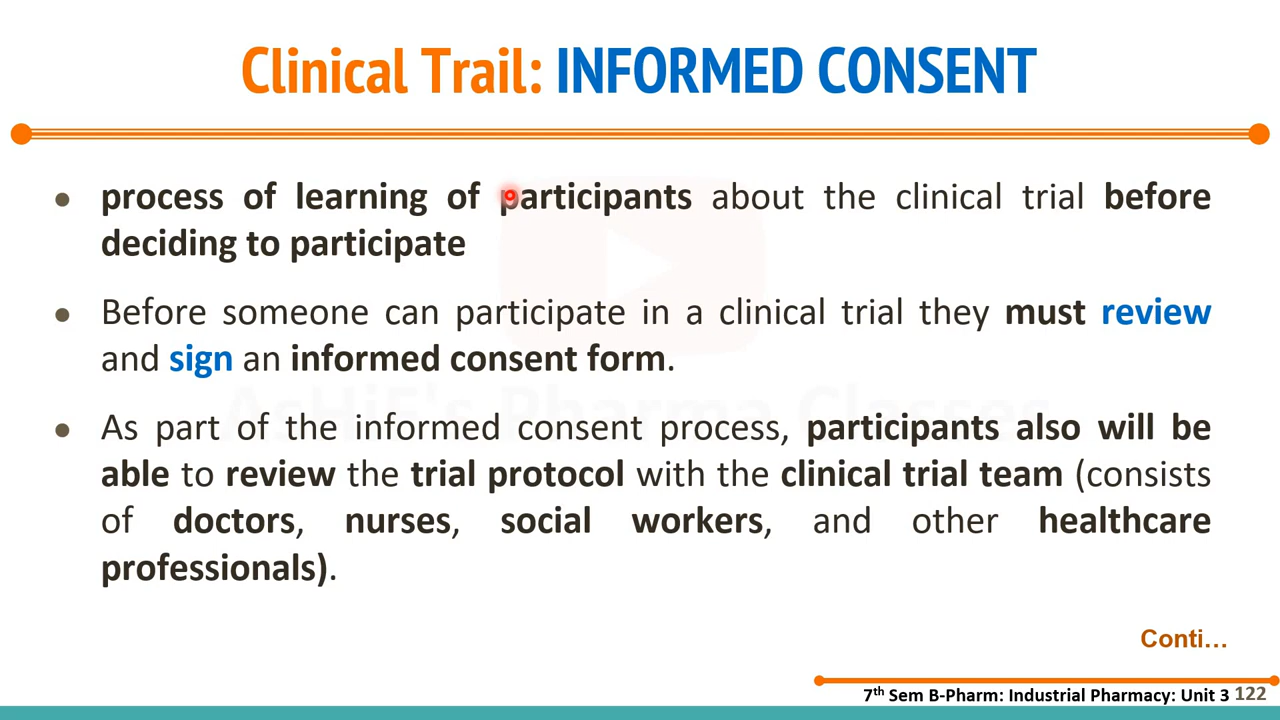 Clinical Trail: INFORMED CONSENT
● process of learning of participants about the clinical trial before
deciding to participate
● Before someone can participate in a clinical trial they must review
and sign an informed consent form.
● As part of the informed consent process, participants also will be
able to review the trial protocol with the clinical trial team (consists
of doctors, nurses, social workers, and other healthcare
professionals).
AsHiF's Pharma Classes
Conti...
7th Sem B-Pharm: Industrial Pharmacy: Unit 3 122